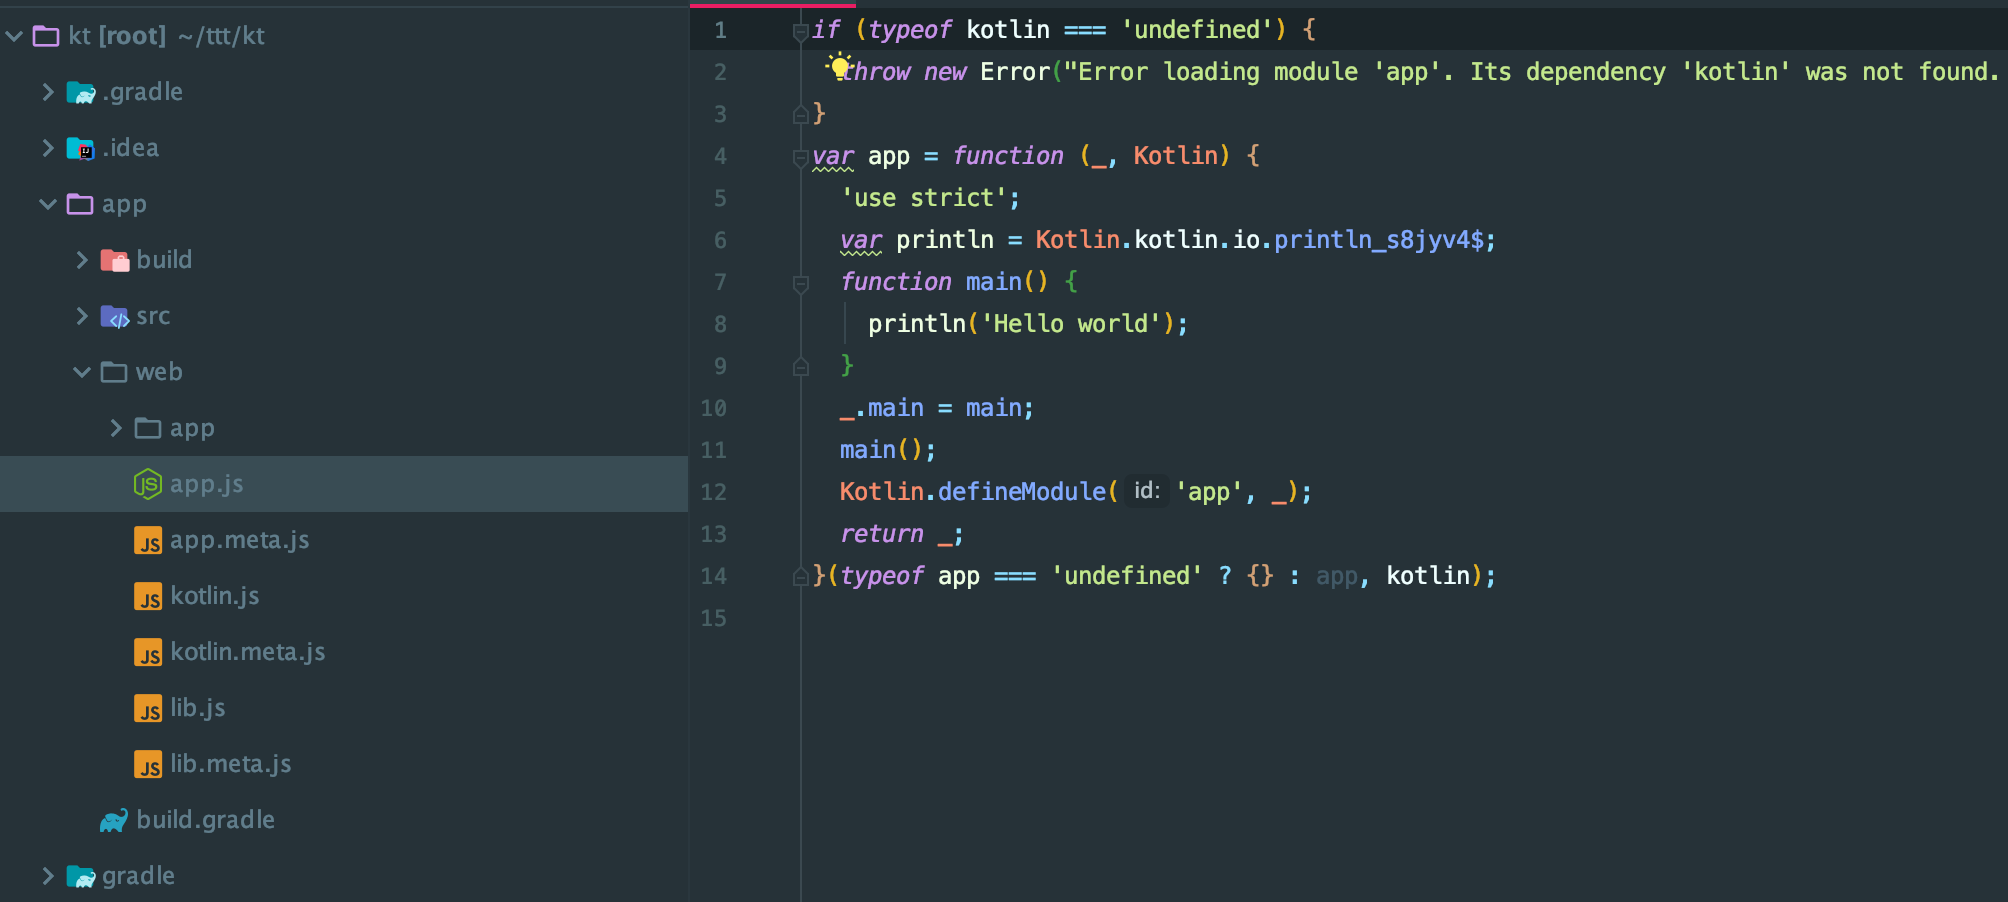 kt [root] ~/ttt/kt
.gradle
.idea
app
build
src
web
app
app.js
app.meta.js
kotlin.js
kotlin.meta.js
lib.js
lib.meta.js
build.gradle
gradle
1 if (typeof kotlin === 'undefined') {
2 throw new Error("Error loading module 'app'. Its dependency 'kotlin' was not found.
3 }
4 var app = function (_, Kotlin) {
5 'use strict';
6 var println = Kotlin.kotlin.io.println_s8jyv4$;
7 function main() {
8 println('Hello world');
9 }
10 _.main = main;
11 main();
12 Kotlin.defineModule( id: 'app', _);
13 return _;
14 }(typeof app === 'undefined' ? {} : app, kotlin);
15